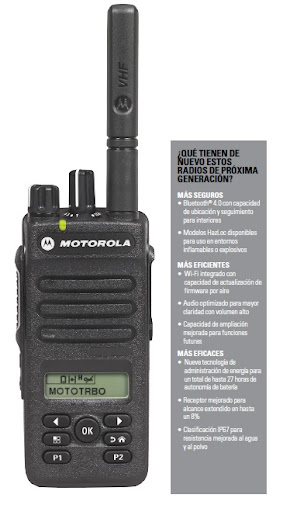 VHF
MOTOROLA
MOTOTRBO
OK
P1
P2
¿QUÉ TIENEN DE
NUEVO ESTOS
RADIOS DE PRÓXIMA
GENERACIÓN?
MÁS SEGUROS
• Bluetooth® 4.0 con capacidad
de ubicación y seguimiento
para interiores
• Modelos HazLoc disponibles
para uso en entornos
inflamables o explosivos
MÁS EFICIENTES
• Wi-Fi integrado con
capacidad de actualización de
firmware por aire
• Audio optimizado para mayor
claridad con volumen alto
• Capacidad de ampliación
mejorada para funciones
futuras
MÁS EFICACES
• Nueva tecnología de
administración de energía para
un total de hasta 27 horas de
autonomía de batería
• Receptor mejorado para
alcance extendido en hasta
un 8%
• Clasificación IP67 para
resistencia mejorada al agua
y al polvo